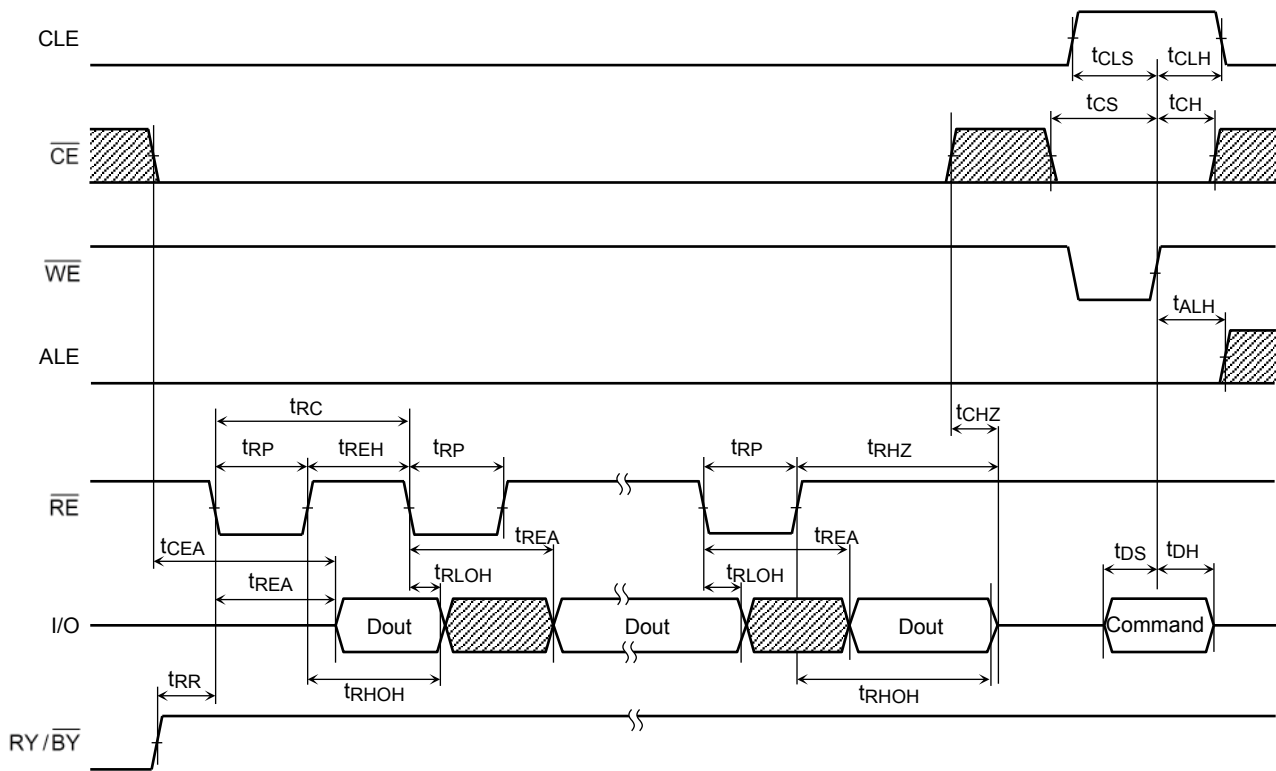 CLE
tCLS tCLH
tCS tCH
CE
WE
tALH
ALE
tRC
tCHZ
tRP tREH tRP tRP tRHZ
RE
tCEA tREA tREA
tDS tDH
tREA tRLOH tRLOH
I/O Dout Dout Dout Command
tRR tRHOH tRHOH
RY/BY